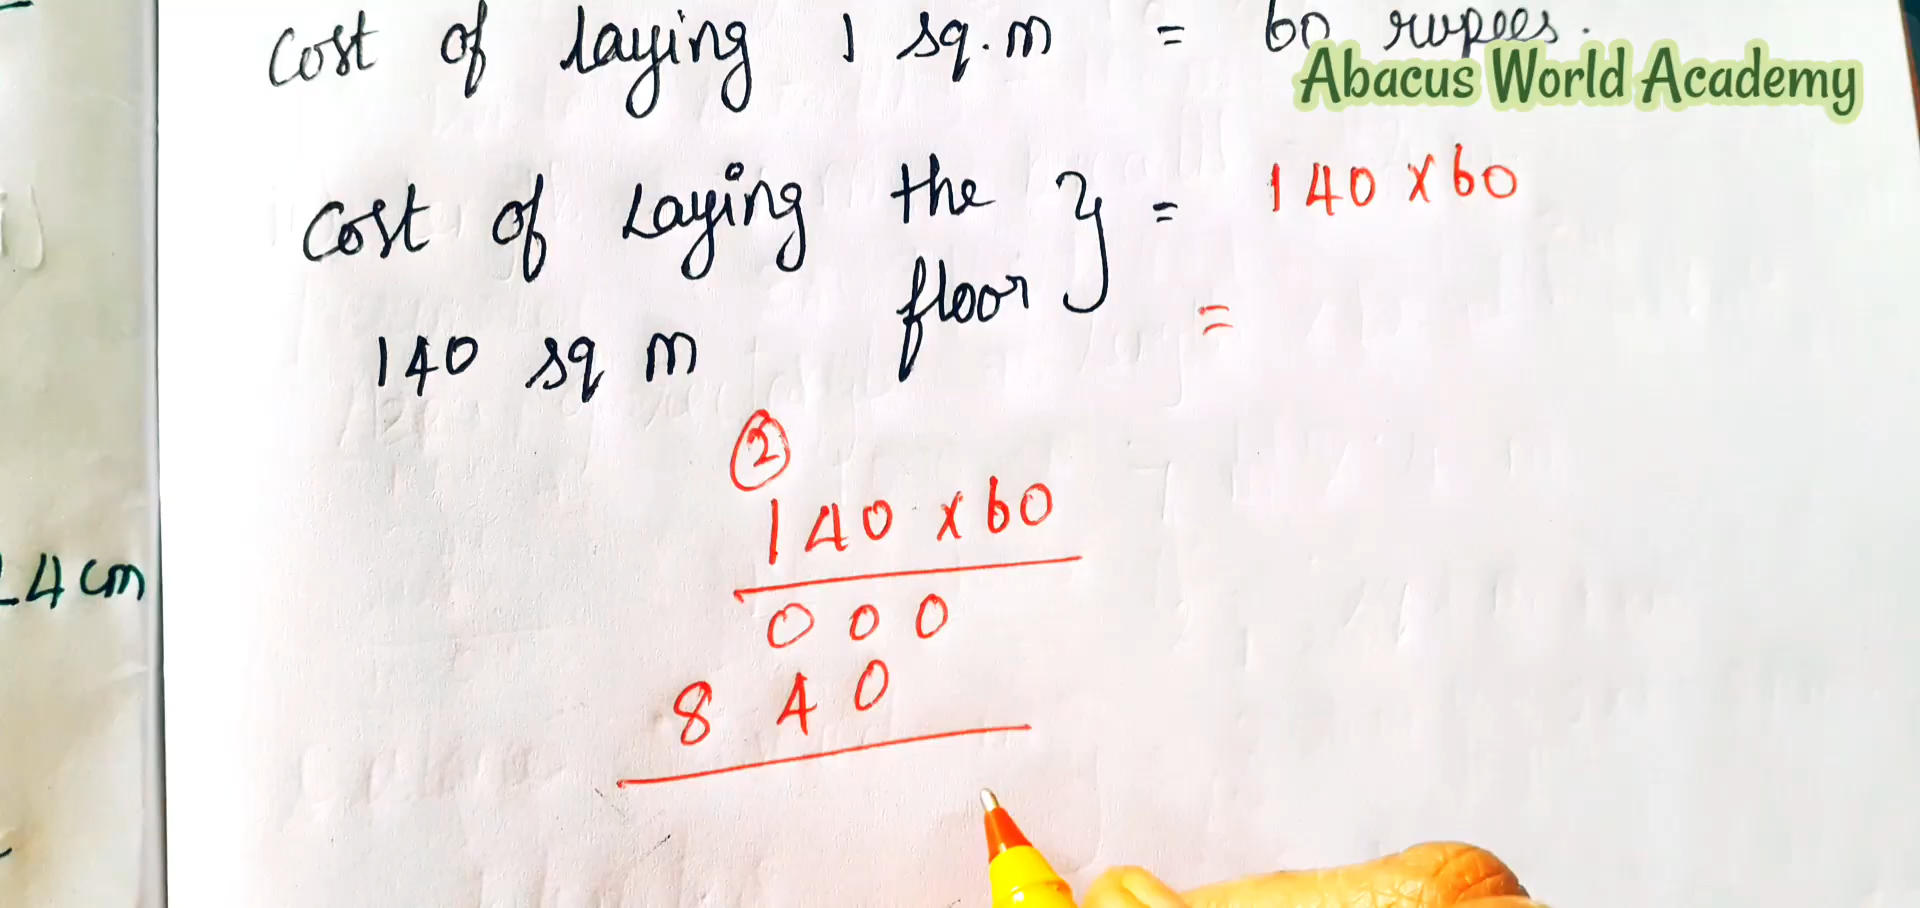 Cost of laying 1 sq.m = 60 rupees.
Abacus World Academy
Cost of Laying the } = 140 x 60
floor
140 sq m
=
2
140 x 60
000
840
4 cm